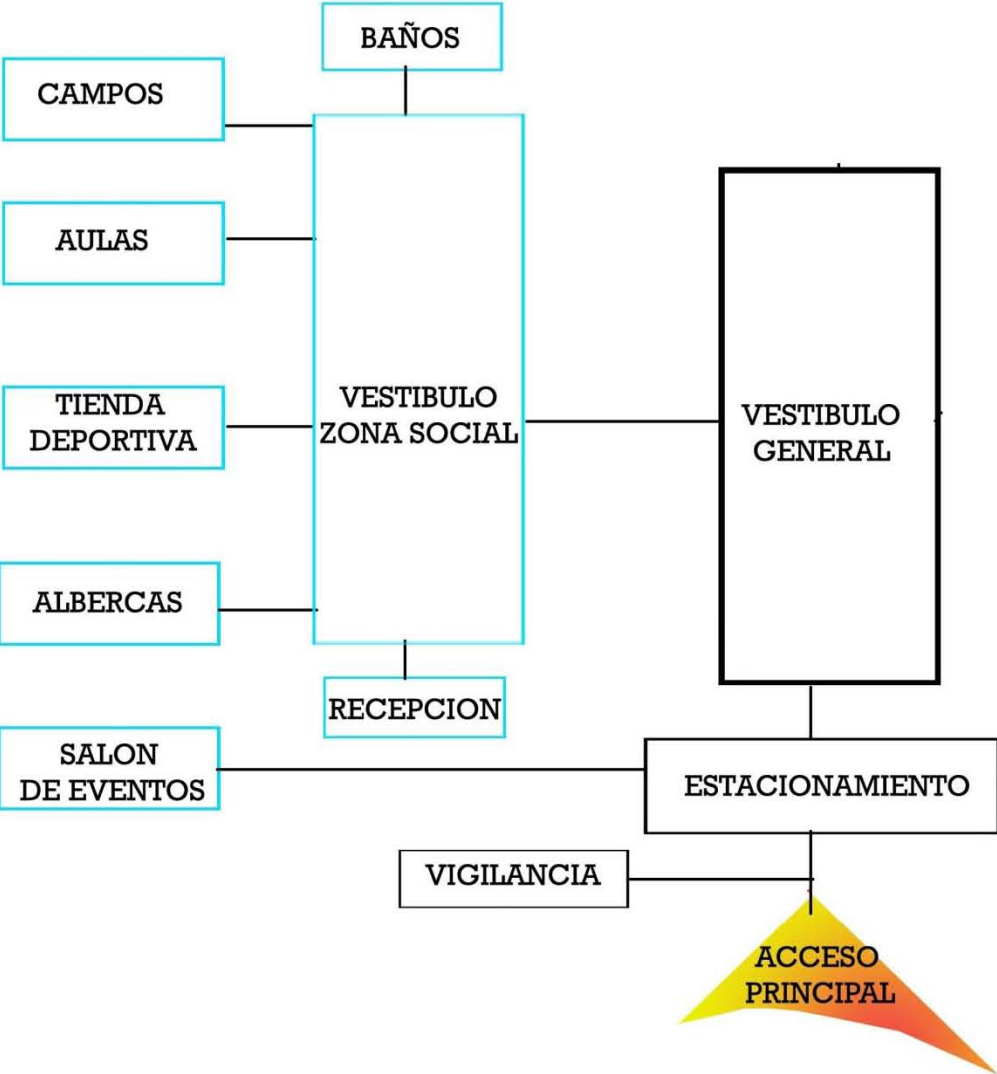 BAÑOS
CAMPOS
AULAS
TIENDA
DEPORTIVA
VESTIBULO
ZONA SOCIAL
VESTIBULO
GENERAL
ALBERCAS
RECEPCION
SALON
DE EVENTOS
ESTACIONAMIENTO
VIGILANCIA
ACCESO
PRINCIPAL